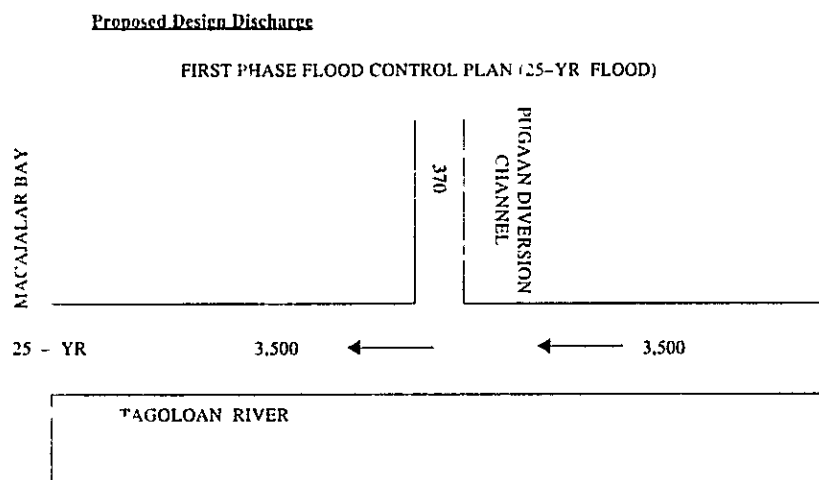 Proposed Design Discharge
FIRST PHASE FLOOD CONTROL PLAN (25-YR FLOOD)
MACAJALAR BAY
370
PUGAAN DIVERSION
CHANNEL
25 - YR
3,500
3,500
TAGOLOAN RIVER